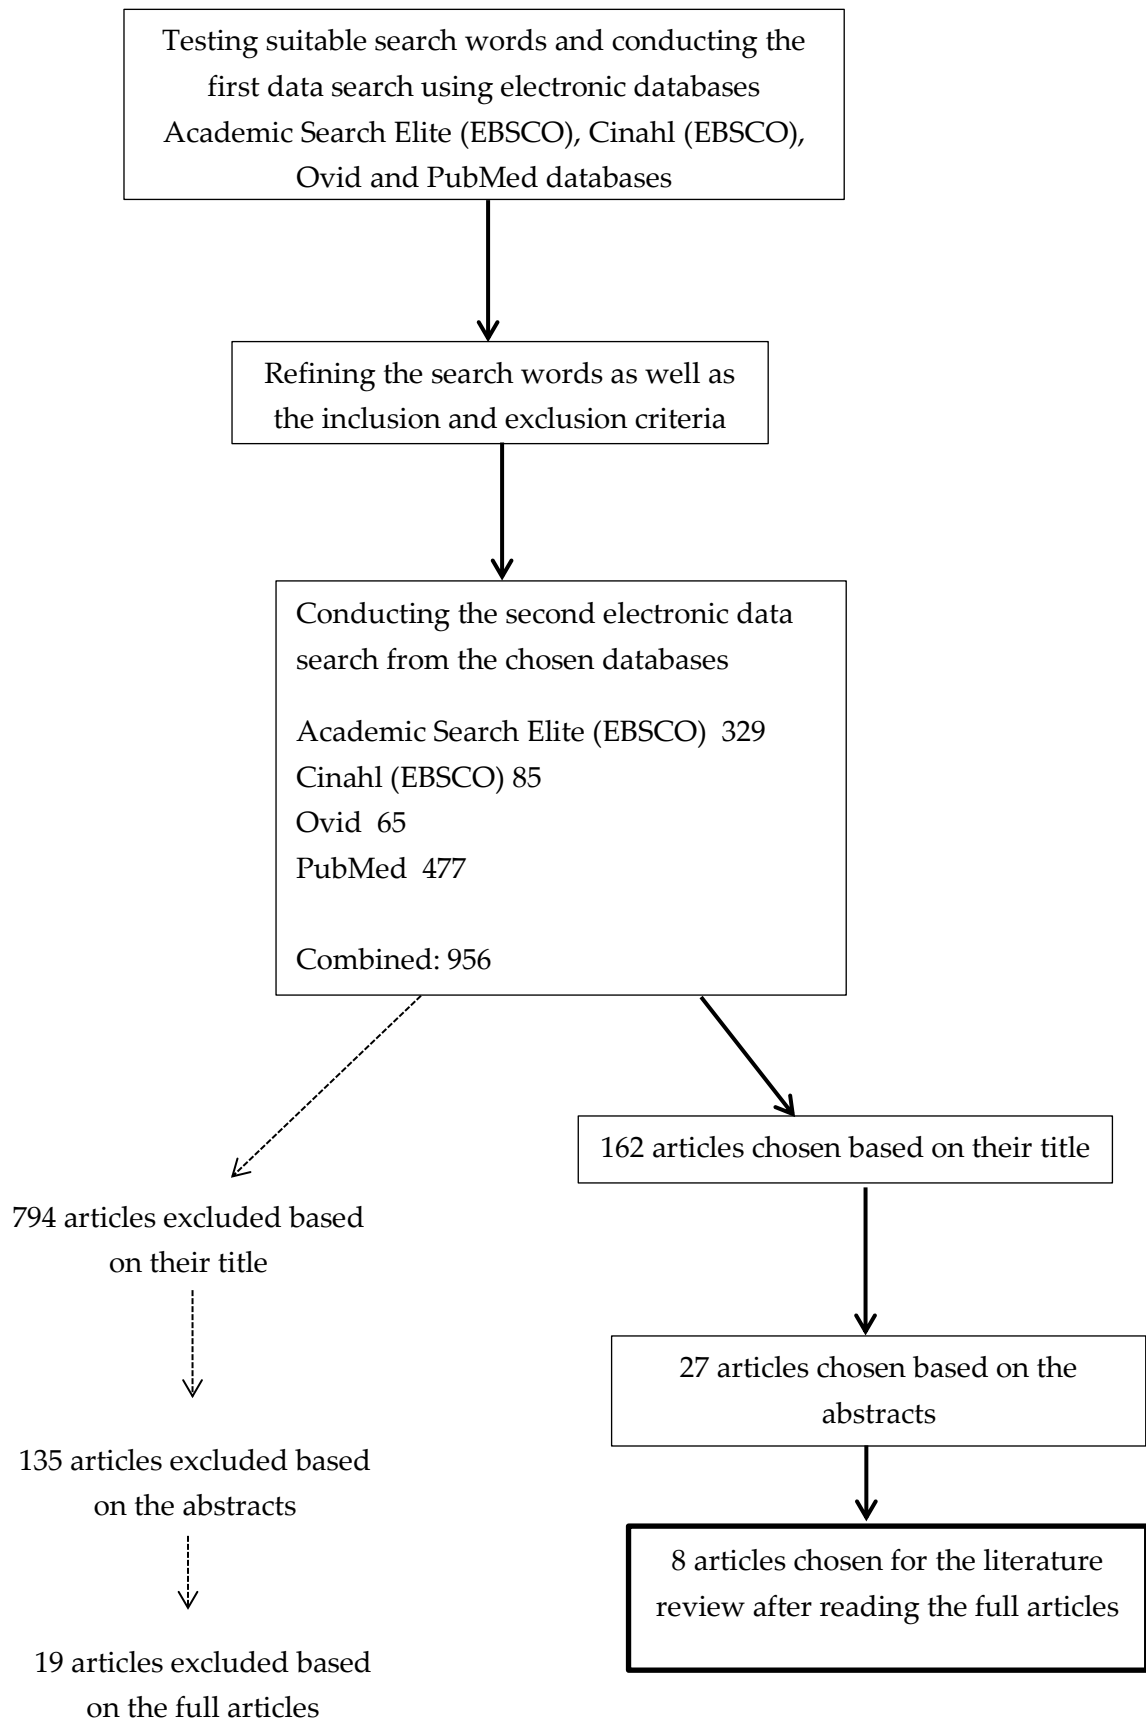 Testing suitable search words and conducting the
first data search using electronic databases
Academic Search Elite (EBSCO), Cinahl (EBSCO),
Ovid and PubMed databases
Refining the search words as well as
the inclusion and exclusion criteria
Conducting the second electronic data
search from the chosen databases
Academic Search Elite (EBSCO)  329
Cinahl (EBSCO) 85
Ovid  65
PubMed  477
Combined: 956
162 articles chosen based on their title
794 articles excluded based
on their title
27 articles chosen based on the
abstracts
135 articles excluded based
on the abstracts
8 articles chosen for the literature
review after reading the full articles
19 articles excluded based
on the full articles